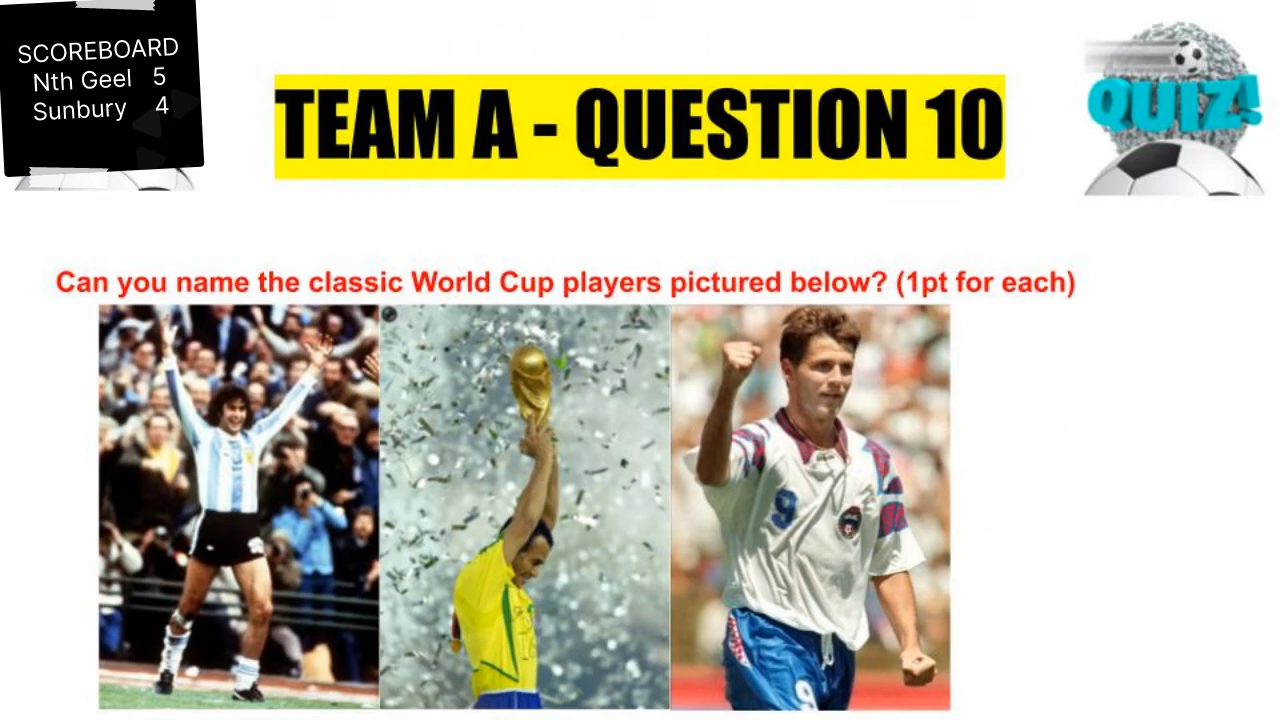 SCOREBOARD
Nth Geel 5
Sunbury 4
TEAM A - QUESTION 10
QUIZ!
Can you name the classic World Cup players pictured below? (1pt for each)
9
9